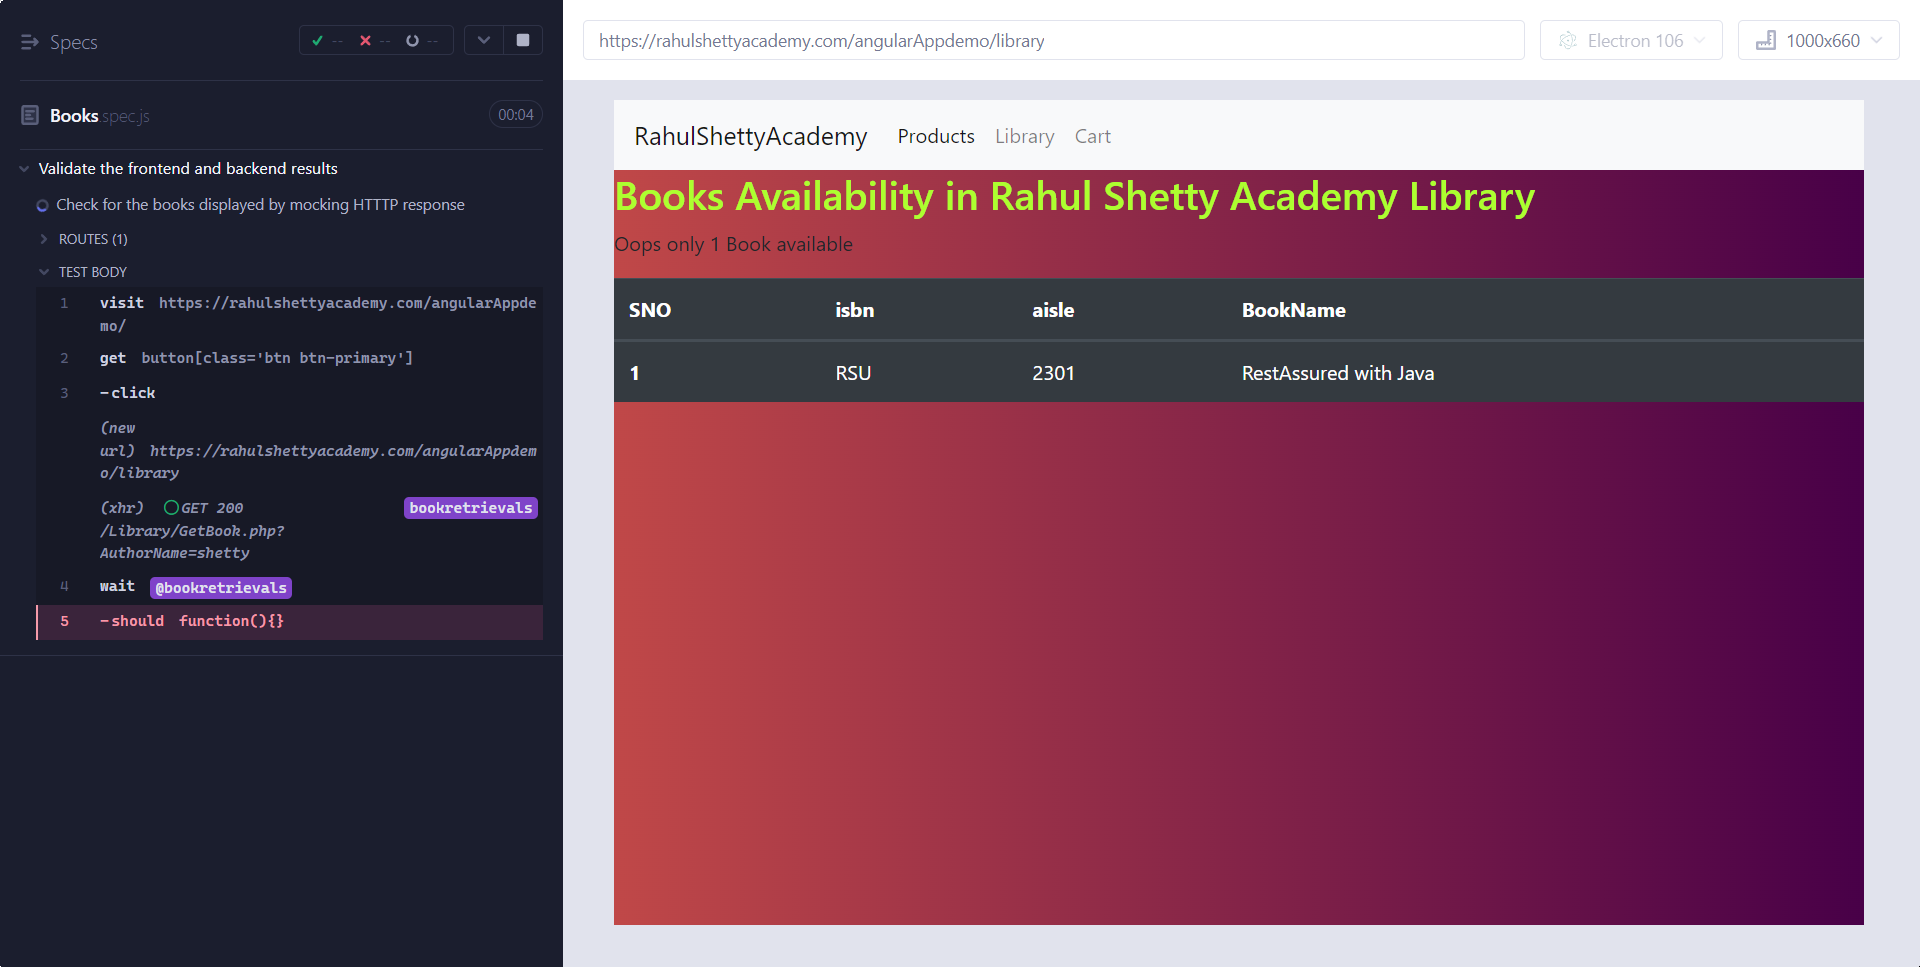 Specs
-- -- --
Books.spec.js
00:04
Validate the frontend and backend results
Check for the books displayed by mocking HTTTP response
ROUTES (1)
TEST BODY
1 visit https://rahulshettyacademy.com/angularAppde
mo/
2 get button[class='btn btn-primary']
3 -click
(new
url) https://rahulshettyacademy.com/angularAppdem
o/library
(xhr) GET 200 bookretrievals
/Library/GetBook.php?
AuthorName=shetty
4 wait @bookretrievals
5 -should function(){}
https://rahulshettyacademy.com/angularAppdemo/library
Electron 106
1000x660
RahulShettyAcademy Products Library Cart
Books Availability in Rahul Shetty Academy Library
Oops only 1 Book available
SNO isbn aisle BookName
1 RSU 2301 RestAssured with Java